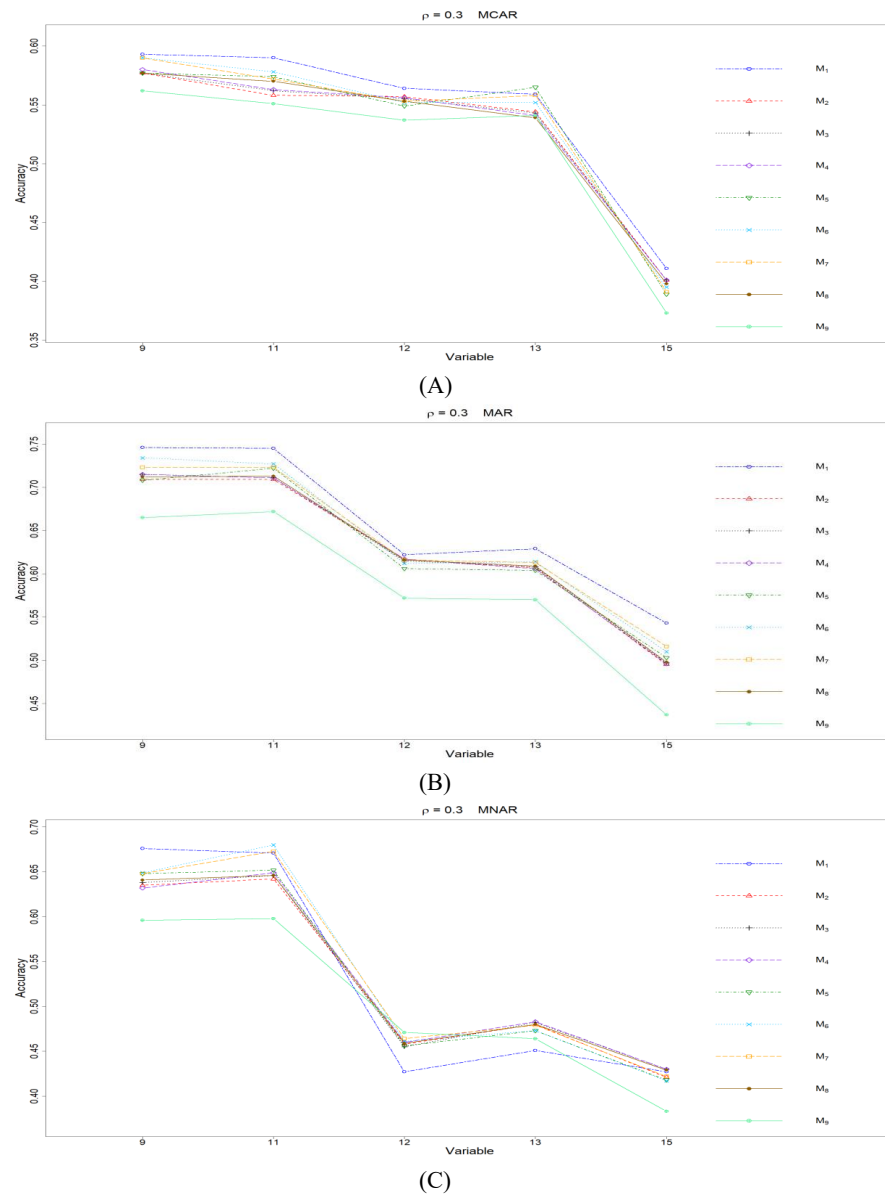 ρ = 0.3 MCAR
0.60
0.55
0.50
0.45
0.40
0.35
Accuracy
M1
M2
M3
M4
M5
M6
M7
M8
M9
9 11 12 13 15
Variable
(A)
ρ = 0.3 MAR
0.75
0.70
0.65
0.60
0.55
0.50
0.45
Accuracy
M1
M2
M3
M4
M5
M6
M7
M8
M9
9 11 12 13 15
Variable
(B)
ρ = 0.3 MNAR
0.70
0.65
0.60
0.55
0.50
0.45
0.40
Accuracy
M1
M2
M3
M4
M5
M6
M7
M8
M9
9 11 12 13 15
Variable
(C)